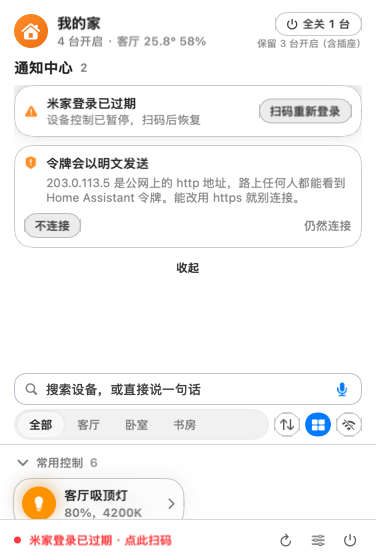 我的家
全关 1 台
4 台开启 · 客厅 25.8° 58%
保留 3 台开启 (含插座)
通知中心 2
米家登录已过期
设备控制已暂停，扫码后恢复
扫码重新登录
令牌会以明文发送
203.0.113.5 是公网上的 http 地址，路上任何人都能看到
Home Assistant 令牌。能改用 https 就别连接。
不连接
仍然连接
收起
搜索设备，或直接说一句话
全部 客厅 卧室 书房
常用控制 6
客厅吸顶灯
80%，4200K
米家登录已过期 · 点此扫码